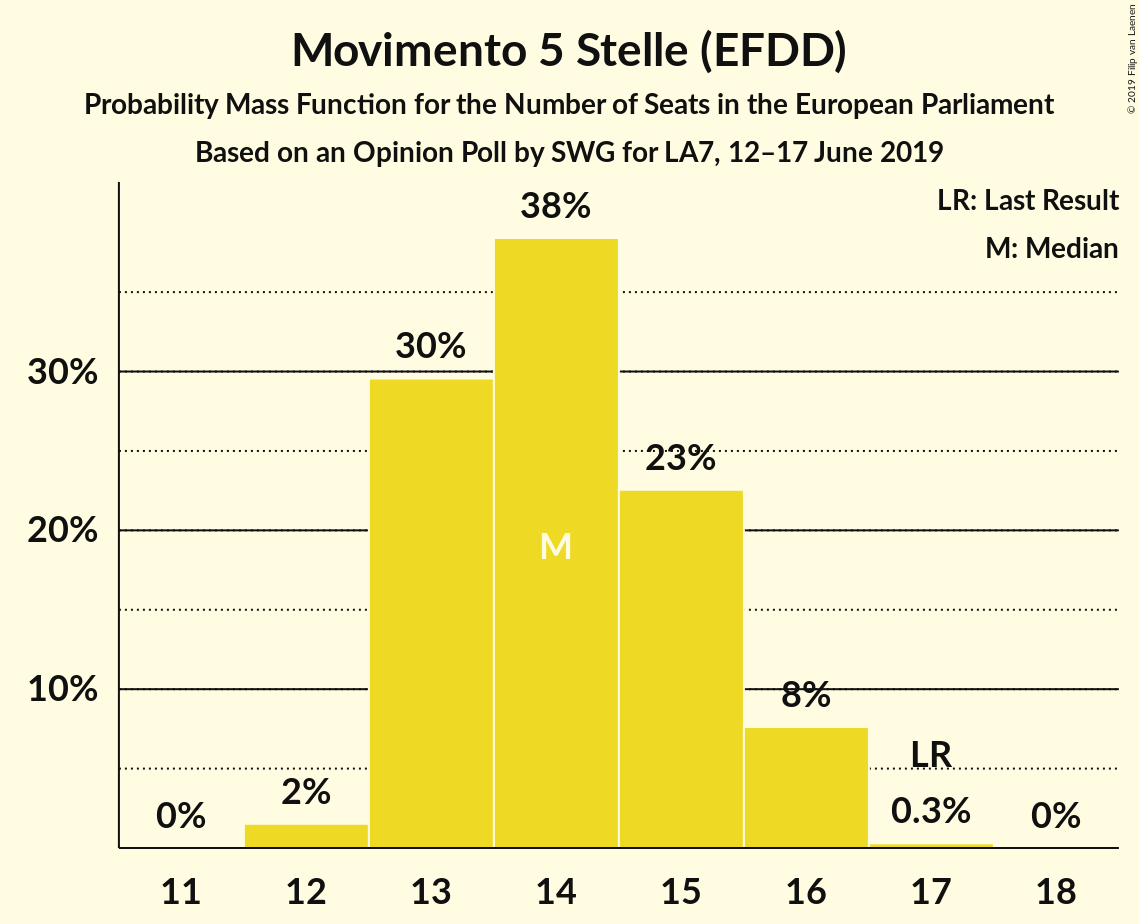 Movimento 5 Stelle (EFDD)
Probability Mass Function for the Number of Seats in the European Parliament
Based on an Opinion Poll by SWG for LA7, 12–17 June 2019
© 2019 Filip van Laenen
LR: Last Result
M: Median
38%
30%
30%
23%
20%
M
10%
8%
LR
0%
2%
0.3%
0%
11 12 13 14 15 16 17 18